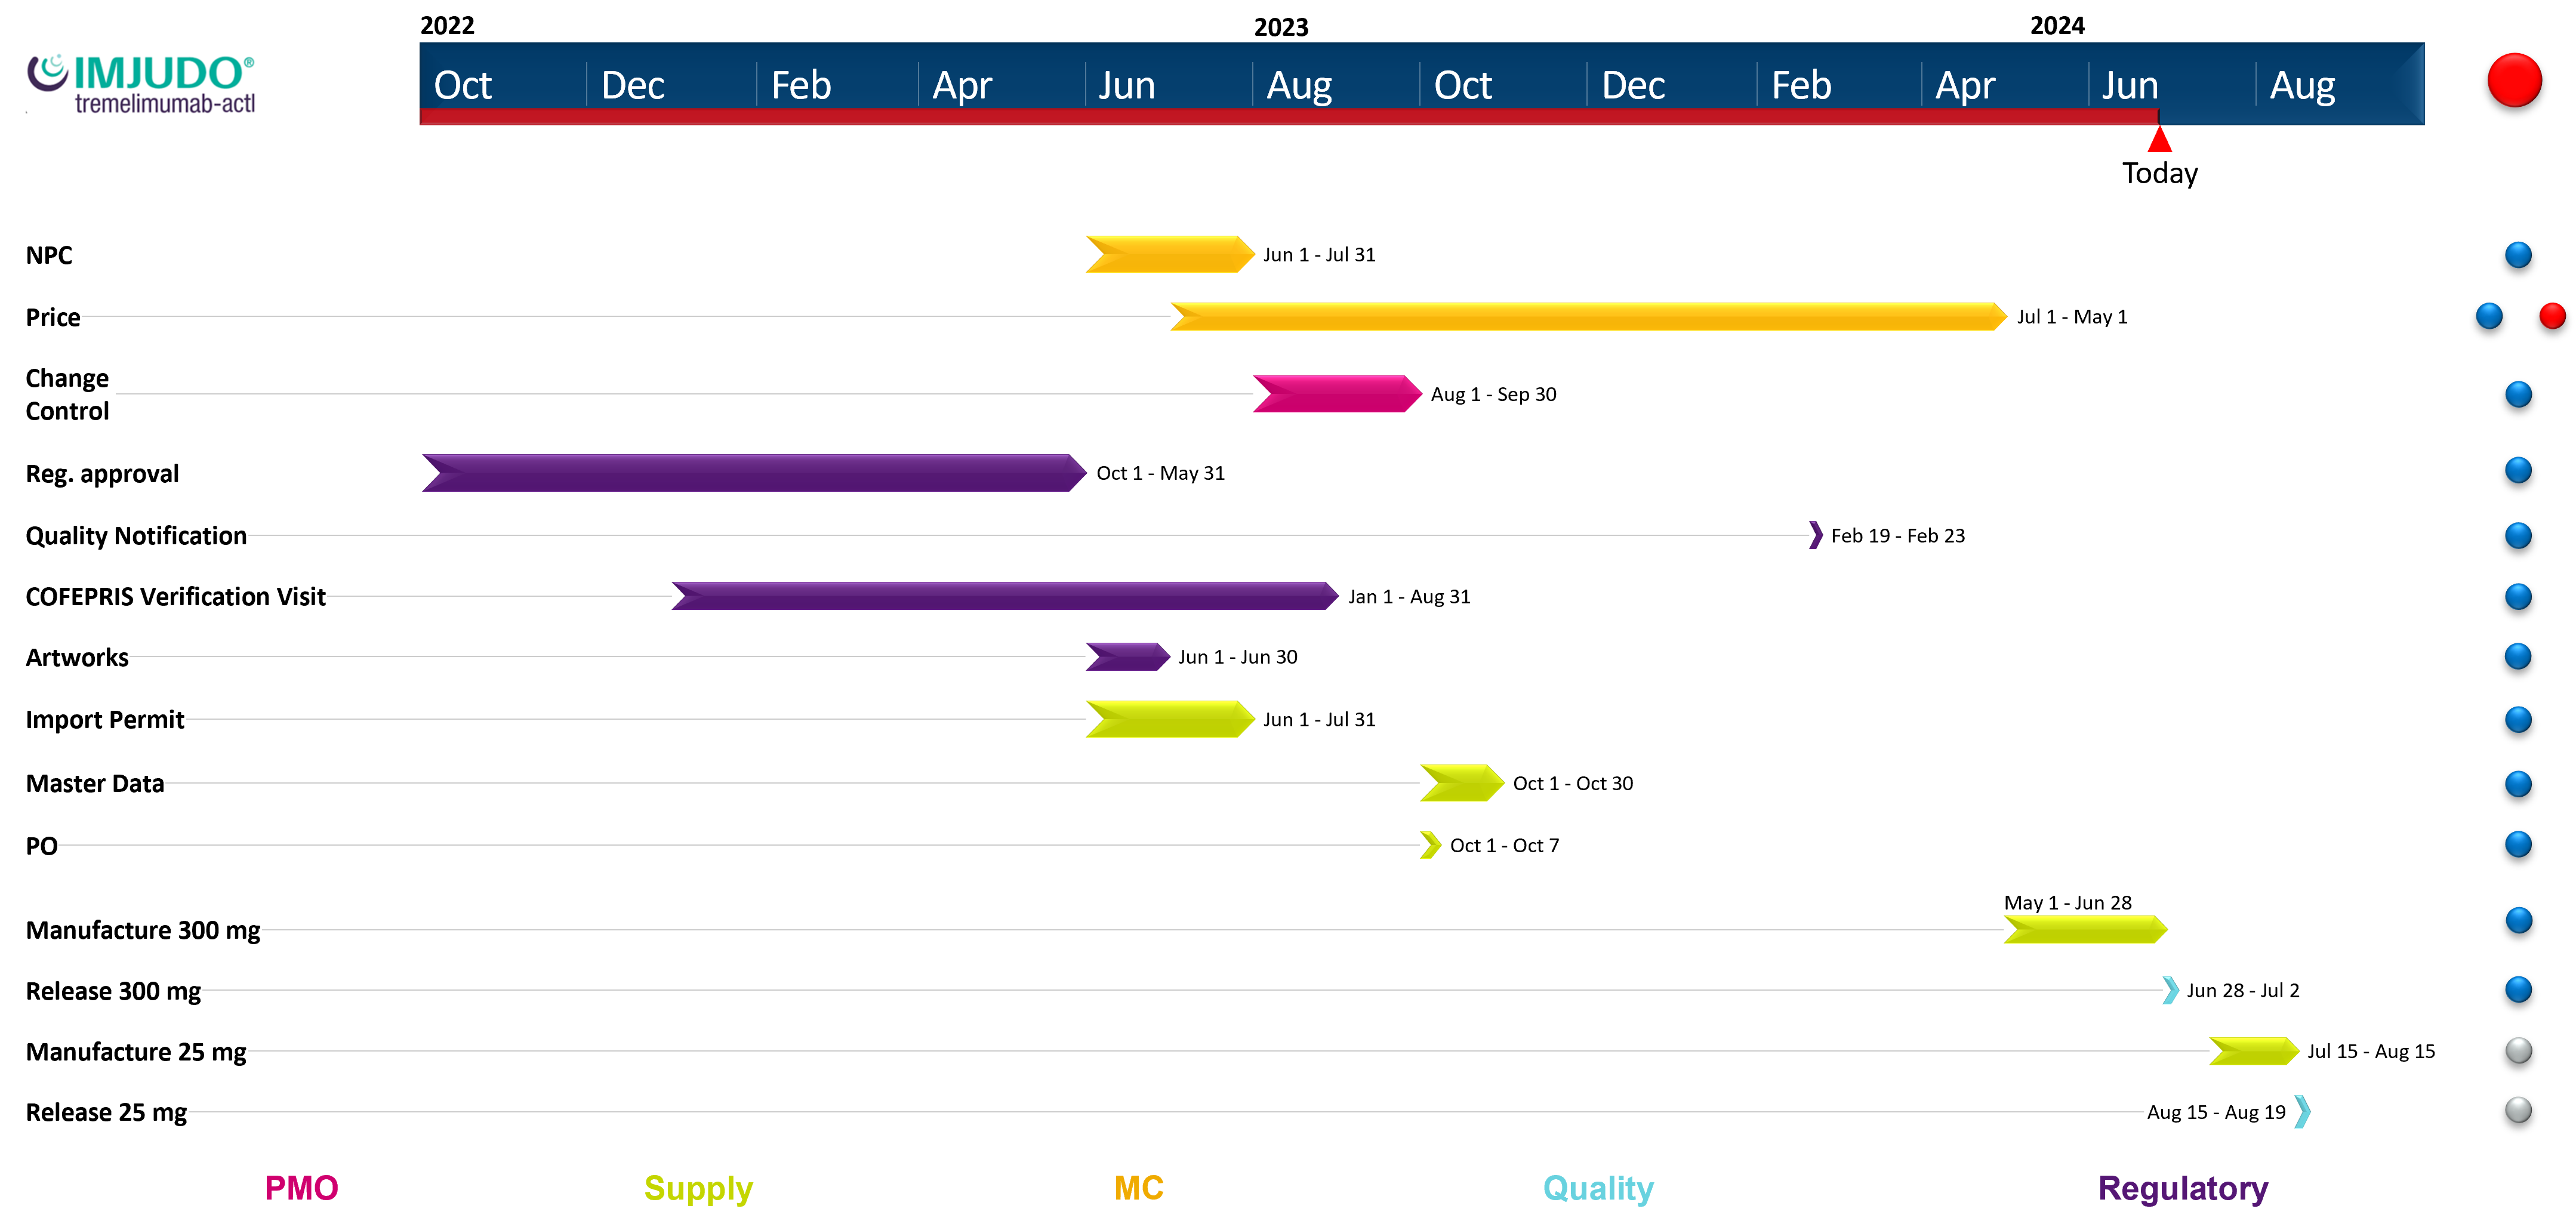 2022 2023 2024
IMJUDO®
tremelimumab-actl
Oct Dec Feb Apr Jun Aug Oct Dec Feb Apr Jun Aug
Today
NPC Jun 1 - Jul 31
Price Jul 1 - May 1
Change
Control Aug 1 - Sep 30
Reg. approval Oct 1 - May 31
Quality Notification Feb 19 - Feb 23
COFEPRIS Verification Visit Jan 1 - Aug 31
Artworks Jun 1 - Jun 30
Import Permit Jun 1 - Jul 31
Master Data Oct 1 - Oct 30
PO Oct 1 - Oct 7
Manufacture 300 mg May 1 - Jun 28
Release 300 mg Jun 28 - Jul 2
Manufacture 25 mg Jul 15 - Aug 15
Release 25 mg Aug 15 - Aug 19
PMO Supply MC Quality Regulatory